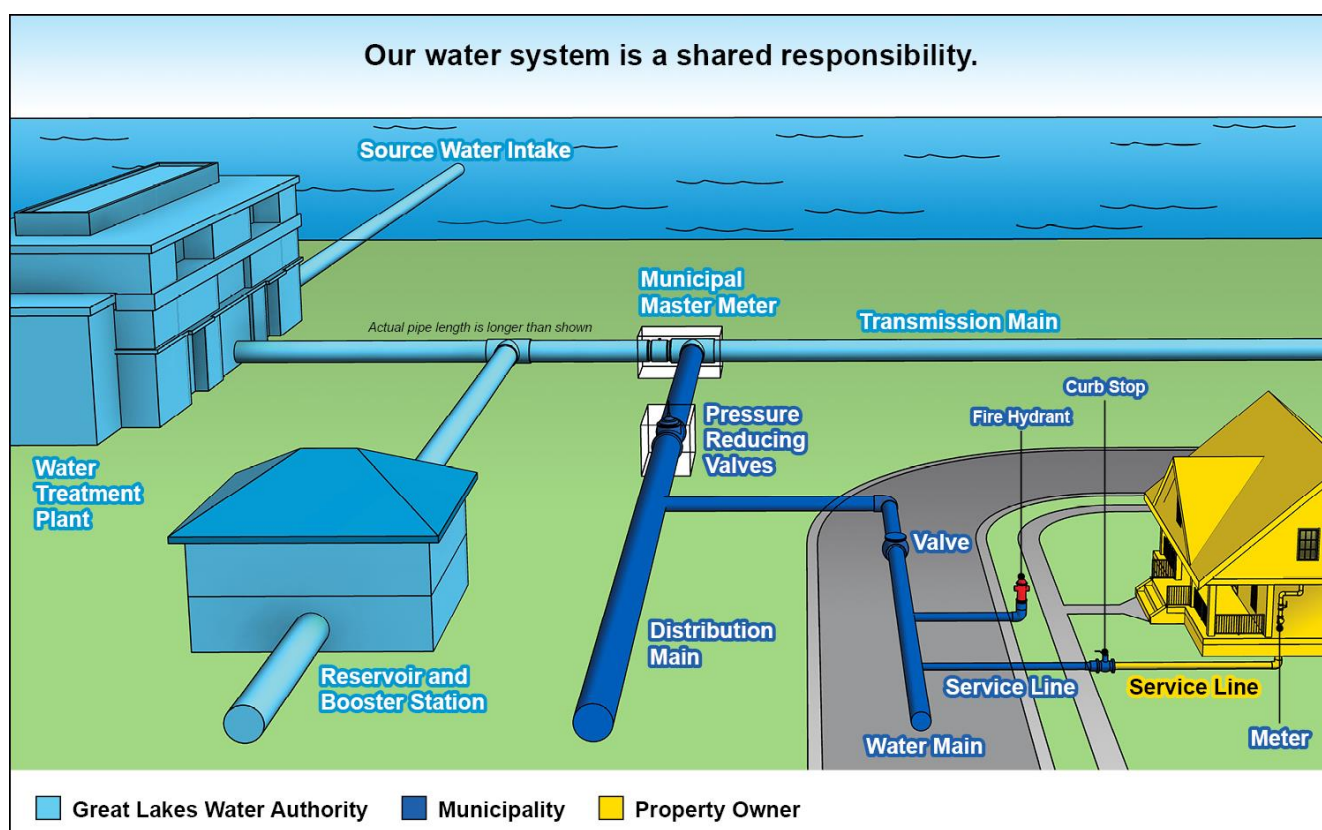 Our water system is a shared responsibility.
Source Water Intake
Municipal
Master Meter
Actual pipe length is longer than shown
Transmission Main
Curb Stop
Fire Hydrant
Pressure
Reducing
Valves
Water
Treatment
Plant
Valve
Distribution
Main
Reservoir and
Booster Station
Service Line
Service Line
Water Main
Meter
Great Lakes Water Authority
Municipality
Property Owner